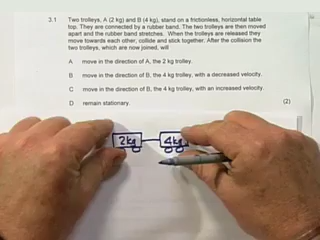 3.1 Two trolleys, A (2 kg) and B (4 kg), stand on a frictionless, horizontal table
top. They are connected by a rubber band. The two trolleys are then moved
apart and the rubber band stretches. When the trolleys are released they
move towards each other, collide and stick together. After the collision the
two trolleys, which are now joined, will
A move in the direction of A, the 2 kg trolley.
B move in the direction of B, the 4 kg trolley, with a decreased velocity.
C move in the direction of B, the 4 kg trolley, with an increased velocity.
D remain stationary. (2)
2kg 4kg